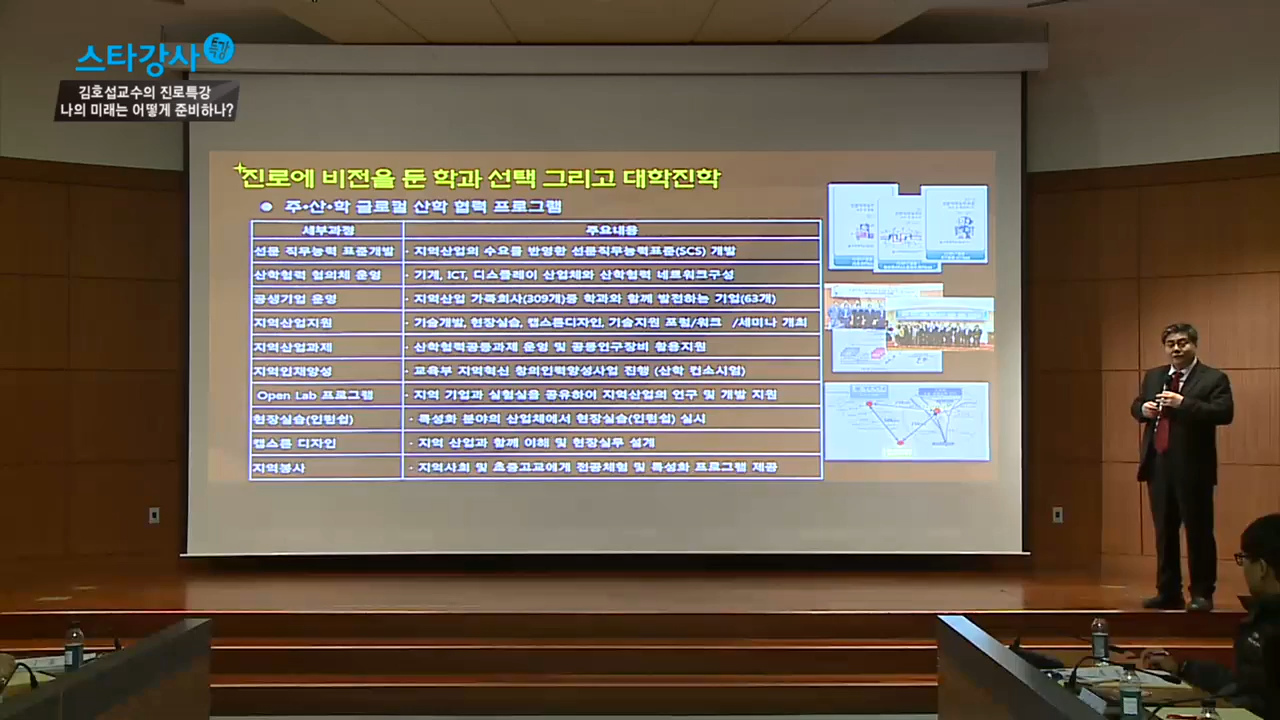 스타강사 특강
김호섭교수의 진로특강
나의 미래는 어떻게 준비하나?
진로에 비전을 둔 학과 선택 그리고 대학진학
주•산•학 글로컬 산학 협력 프로그램
세부과정 주요내용
선문 직무능력 표준개발 · 지역산업의 수요를 반영한 선문직무능력표준(SCS) 개발
산학협력 협의체 운영 · 기계, ICT, 디스플레이 산업체와 산학협력 네트워크구성
공생기업 운영 · 지역산업 가족회사(309개)중 학과와 함께 발전하는 기업(63개)
지역산업지원 · 기술개발, 현장실습, 캡스톤디자인, 기술지원 포럼/워크 /세미나 개최
지역산업과제 · 산학협력공동과제 운영 및 공동연구장비 활용지원
지역인재양성 · 교육부 지역혁신 창의인력양성사업 진행 (산학 컨소시엄)
Open Lab 프로그램 · 지역 기업과 실험실을 공유하여 지역산업의 연구 및 개발 지원
현장실습(인턴쉽) · 특성화 분야의 산업체에서 현장실습(인턴쉽) 실시
캡스톤 디자인 · 지역 산업과 함께 이해 및 현장실무 설계
지역봉사 · 지역사회 및 초중고교에게 전공체험 및 특성화 프로그램 제공